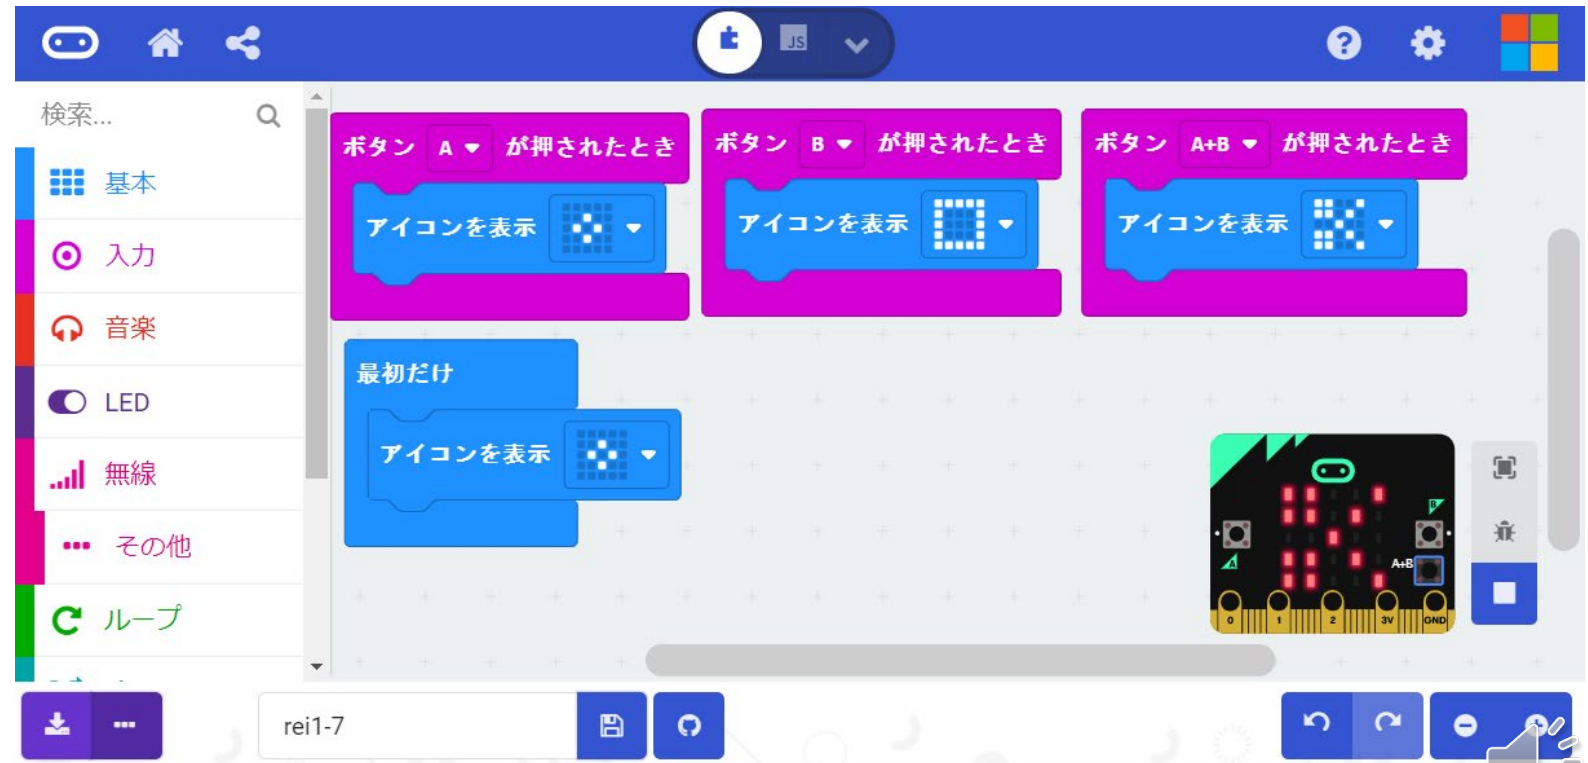 JS
検索...
基本
入力
音楽
LED
無線
その他
ループ
ボタン A が押されたとき
アイコンを表示
ボタン B が押されたとき
アイコンを表示
ボタン A+B が押されたとき
アイコンを表示
最初だけ
アイコンを表示
B
A
A+B
0 1 2 3V GND
rei1-7